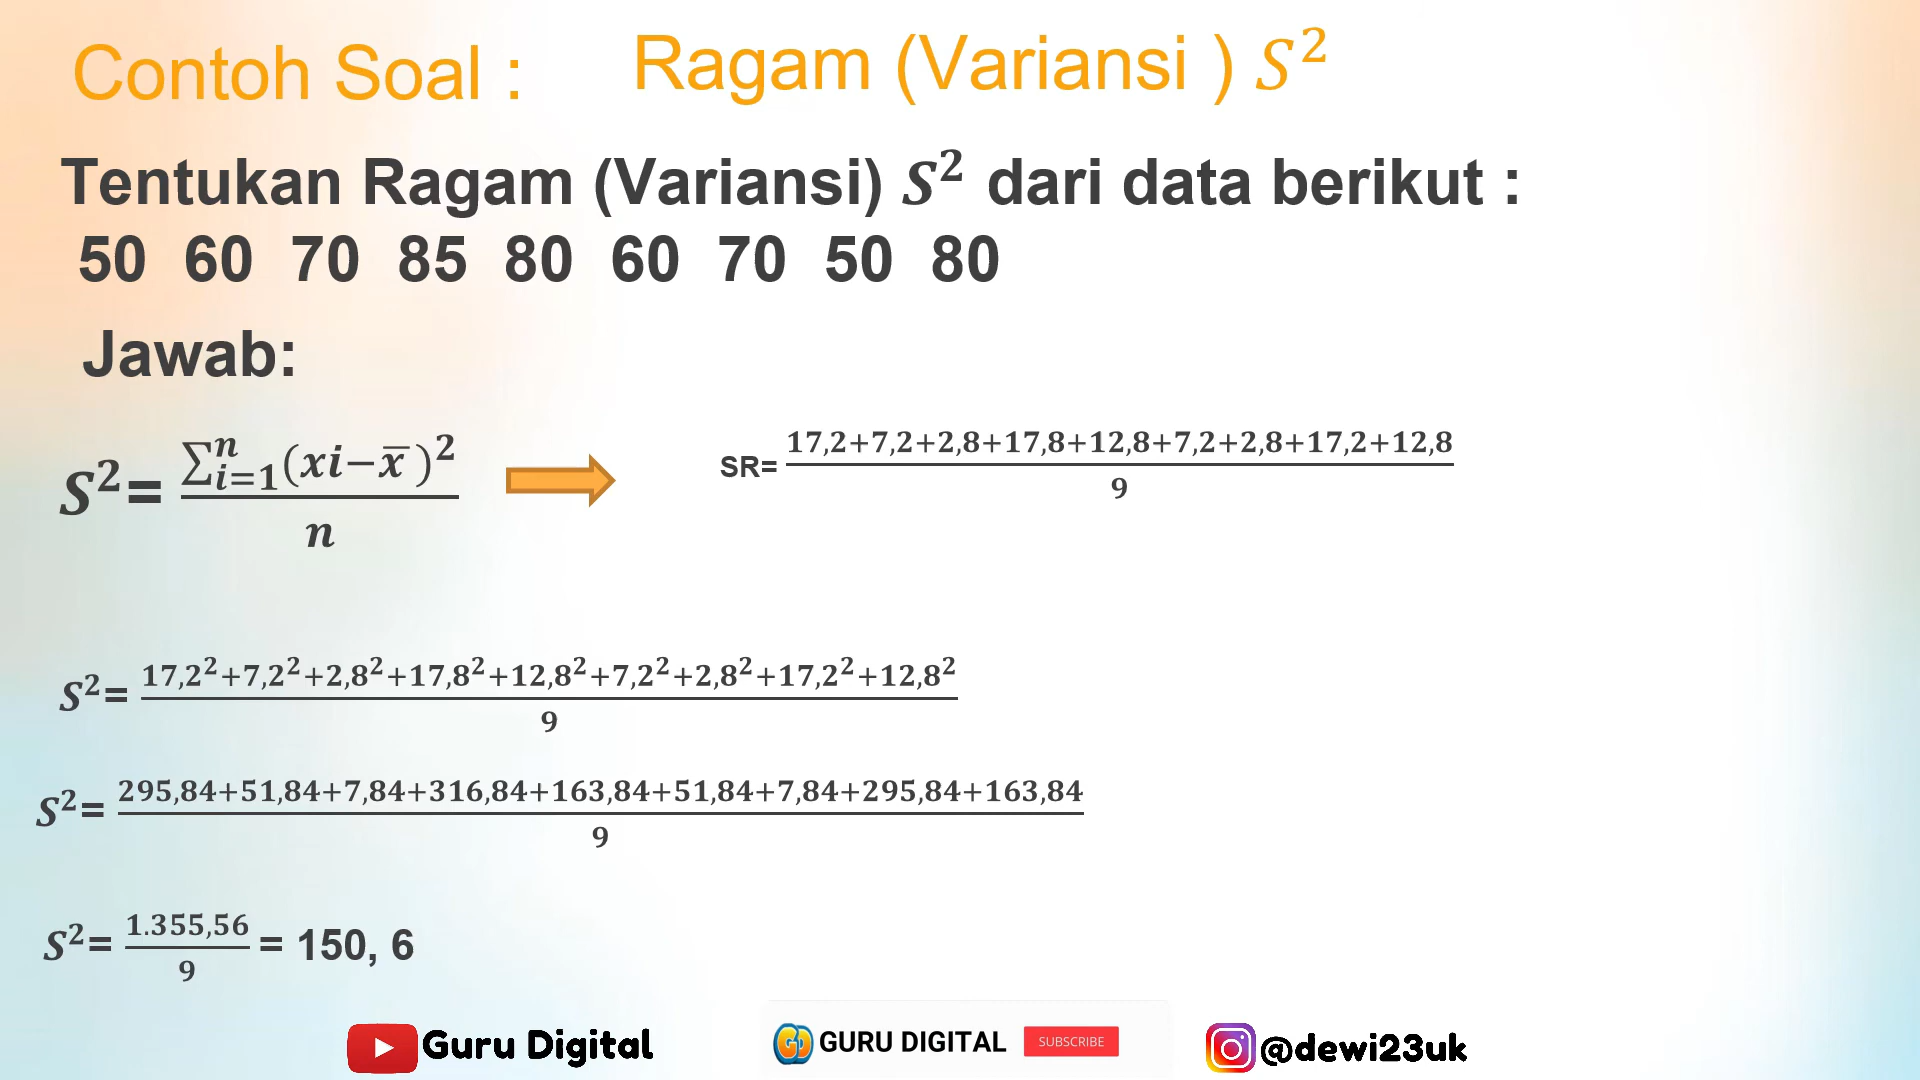 Contoh Soal : Ragam (Variansi ) S²
Tentukan Ragam (Variansi) S² dari data berikut :
50 60 70 85 80 60 70 50 80
Jawab:
S²= ∑ⁿᵢ₌₁(xi−x̅ )² / n
SR= 17,2+7,2+2,8+17,8+12,8+7,2+2,8+17,2+12,8 / 9
S²= 17,2²+7,2²+2,8²+17,8²+12,8²+7,2²+2,8²+17,2²+12,8² / 9
S²= 295,84+51,84+7,84+316,84+163,84+51,84+7,84+295,84+163,84 / 9
S²= 1.355,56 / 9 = 150, 6
Guru Digital GURU DIGITAL SUBSCRIBE @dewi23uk